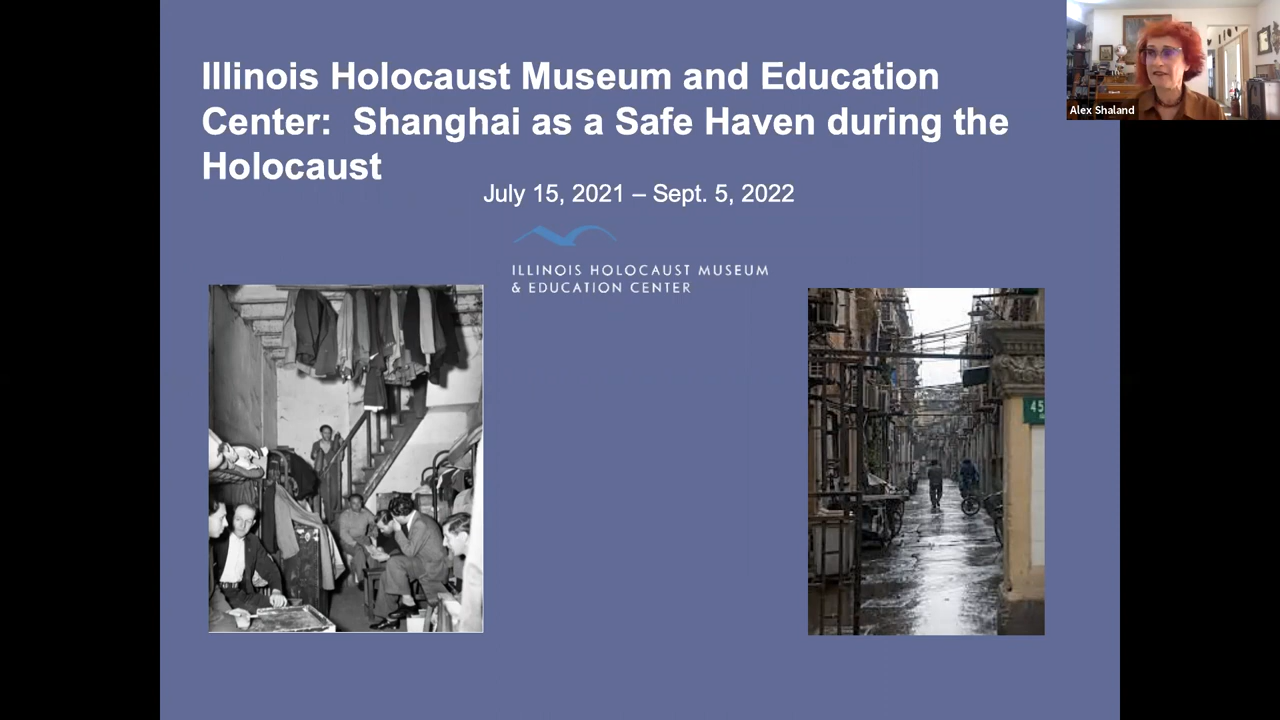 Illinois Holocaust Museum and Education
Center:  Shanghai as a Safe Haven during the
Holocaust
July 15, 2021 – Sept. 5, 2022
ILLINOIS HOLOCAUST MUSEUM
& EDUCATION CENTER
45
Alex Shaland